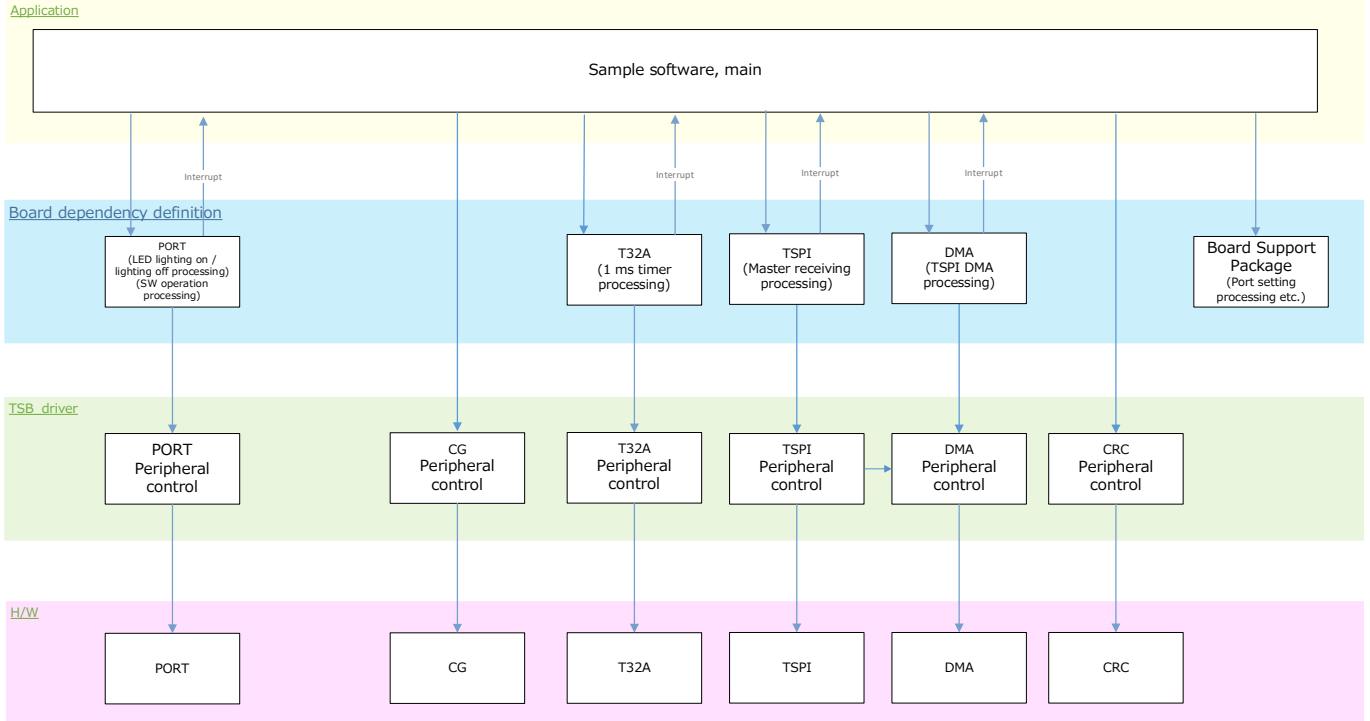 Application
Sample software, main
Interrupt
Interrupt
Interrupt
Interrupt
Board dependency definition
PORT
(LED lighting on /
lighting off processing)
(SW operation
processing)
T32A
(1 ms timer
processing)
TSPI
(Master receiving
processing)
DMA
(TSPI DMA
processing)
Board Support
Package
(Port setting
processing etc.)
TSB driver
PORT
Peripheral
control
CG
Peripheral
control
T32A
Peripheral
control
TSPI
Peripheral
control
DMA
Peripheral
control
CRC
Peripheral
control
H/W
PORT
CG
T32A
TSPI
DMA
CRC